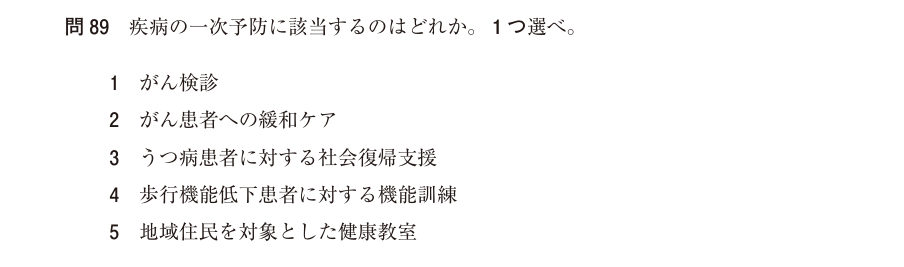 問 89　疾病の一次予防に該当するのはどれか。1つ選べ。
1　がん検診
2　がん患者への緩和ケア
3　うつ病患者に対する社会復帰支援
4　歩行機能低下患者に対する機能訓練
5　地域住民を対象とした健康教室